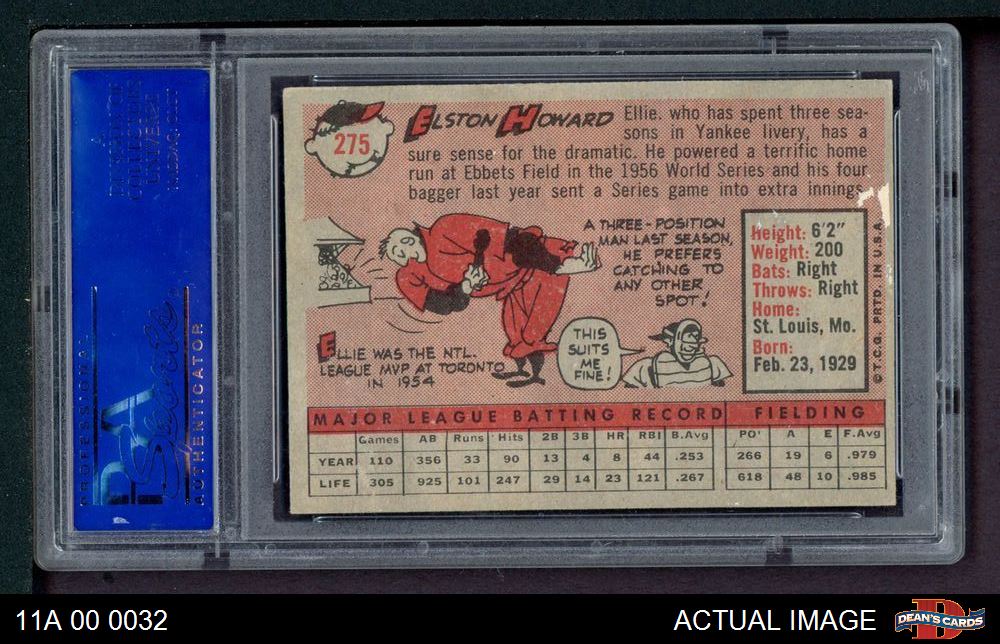 275
ELSTON HOWARD
Ellie. who has spent three sea-
sons in Yankee livery, has a
sure sense for the dramatic. He powered a terrific home
run at Ebbets Field in the 1956 World Series and his four
bagger last year sent a Series game into extra innings
A THREE-POSITION
MAN LAST SEASON,
HE PREFERS
CATCHING TO
ANY OTHER
SPOT!
Height: 6'2"
Weight: 200
Bats: Right
Throws: Right
Home:
St. Louis, Mo.
Born:
Feb. 23, 1929
© T.C.G. PRTD. IN U.S.A.
ELLIE WAS THE NTL.
LEAGUE MVP AT TORONTO
IN 1954
THIS
SUITS
ME
FINE!
MAJOR LEAGUE BATTING RECORD FIELDING
Games AB Runs Hits 2B 3B HR RBI B.Avg PO A E F.Avg
YEAR 110 356 33 90 13 4 8 44 .253 266 19 6 .979
LIFE 305 925 101 247 29 14 23 121 .267 618 48 10 .985
A
DIVISION OF
COLLECTORS
UNIVERSE
NASDAQ: CLCT
PROFESSIONAL
PSA
Sports
AUTHENTICATOR
11A 00 0032
ACTUAL IMAGE
D
DEAN'S CARDS